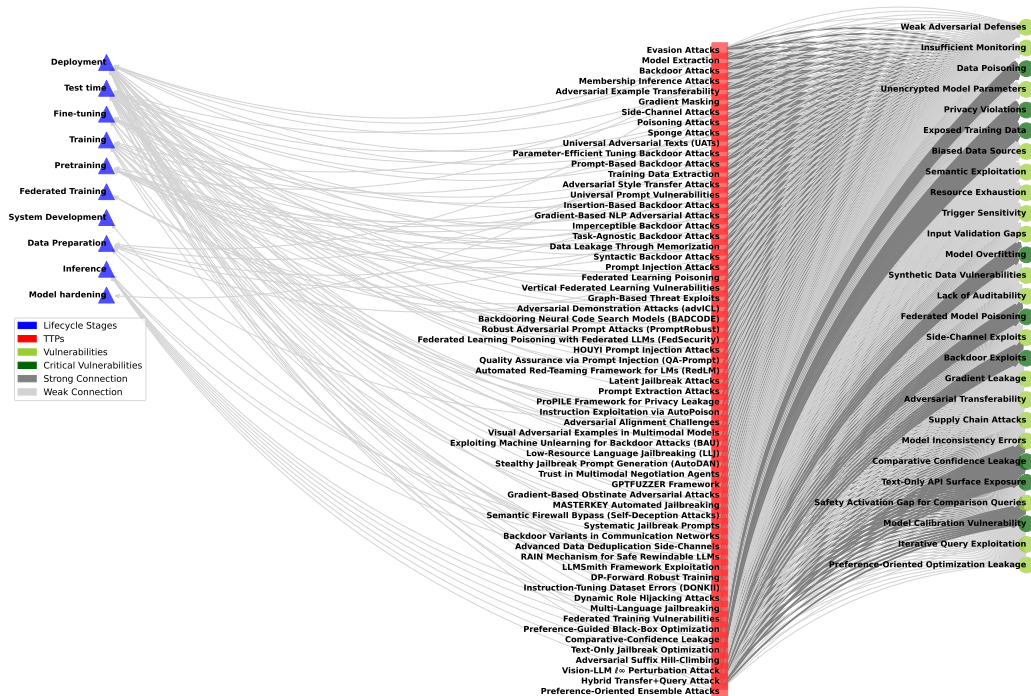 Deployment
Test time
Fine-tuning
Training
Pretraining
Federated Training
System Development
Data Preparation
Inference
Model hardening
Lifecycle Stages
TTPs
Vulnerabilities
Critical Vulnerabilities
Strong Connection
Weak Connection
Evasion Attacks
Model Extraction
Backdoor Attacks
Membership Inference Attacks
Adversarial Example Transferability
Gradient Masking
Side-Channel Attacks
Poisoning Attacks
Sponge Attacks
Universal Adversarial Texts (UATs)
Parameter-Efficient Tuning Backdoor Attacks
Prompt-Based Backdoor Attacks
Training Data Extraction
Adversarial Style Transfer Attacks
Universal Prompt Vulnerabilities
Insertion-Based Backdoor Attacks
Gradient-Based NLP Adversarial Attacks
Imperceptible Backdoor Attacks
Task-Agnostic Backdoor Attacks
Data Leakage Through Memorization
Syntactic Backdoor Attacks
Prompt Injection Attacks
Federated Learning Poisoning
Vertical Federated Learning Vulnerabilities
Graph-Based Threat Exploits
Adversarial Demonstration Attacks (advICL)
Backdooring Neural Code Search Models (BADCODE)
Robust Adversarial Prompt Attacks (PromptRobust)
Federated Learning Poisoning with Federated LLMs (FedSecurity)
HOUYI Prompt Injection Attacks
Quality Assurance via Prompt Injection (QA-Prompt)
Automated Red-Teaming Framework for LMs (RedLM)
Latent Jailbreak Attacks
Prompt Extraction Attacks
ProPILE Framework for Privacy Leakage
Instruction Exploitation via AutoPoison
Adversarial Alignment Challenges
Visual Adversarial Examples in Multimodal Models
Exploiting Machine Unlearning for Backdoor Attacks (BAU)
Low-Resource Language Jailbreaking (LLJ)
Stealthy Jailbreak Prompt Generation (AutoDAN)
Trust in Multimodal Negotiation Agents
GPTFUZZER Framework
Gradient-Based Obstinate Adversarial Attacks
MASTERKEY Automated Jailbreaking
Semantic Firewall Bypass (Self-Deception Attacks)
Systematic Jailbreak Prompts
Backdoor Variants in Communication Networks
Advanced Data Deduplication Side-Channels
RAIN Mechanism for Safe Rewindable LLMs
LLMSmith Framework Exploitation
DP-Forward Robust Training
Instruction-Tuning Dataset Errors (DONKII)
Dynamic Role Hijacking Attacks
Multi-Language Jailbreaking
Federated Training Vulnerabilities
Preference-Guided Black-Box Optimization
Comparative-Confidence Leakage
Text-Only Jailbreak Optimization
Adversarial Suffix Hill-Climbing
Vision-LLM ℓ∞ Perturbation Attack
Hybrid Transfer+Query Attack
Preference-Oriented Ensemble Attacks
Weak Adversarial Defenses
Insufficient Monitoring
Data Poisoning
Unencrypted Model Parameters
Privacy Violations
Exposed Training Data
Biased Data Sources
Semantic Exploitation
Resource Exhaustion
Trigger Sensitivity
Input Validation Gaps
Model Overfitting
Synthetic Data Vulnerabilities
Lack of Auditability
Federated Model Poisoning
Side-Channel Exploits
Backdoor Exploits
Gradient Leakage
Adversarial Transferability
Supply Chain Attacks
Model Inconsistency Errors
Comparative Confidence Leakage
Text-Only API Surface Exposure
Safety Activation Gap for Comparison Queries
Model Calibration Vulnerability
Iterative Query Exploitation
Preference-Oriented Optimization Leakage